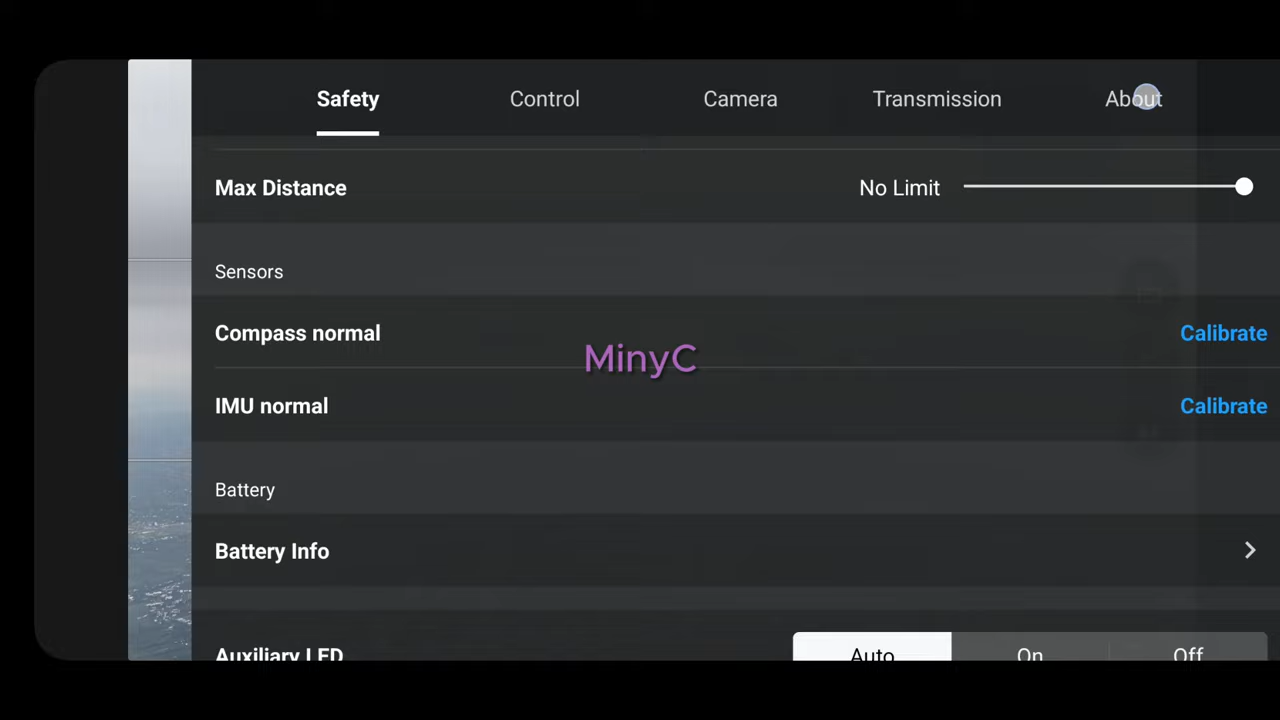 Safety Control Camera Transmission About
Max Distance No Limit
Sensors
Compass normal Calibrate
MinyC
IMU normal Calibrate
Battery
Battery Info
Auxiliary LED Auto On Off